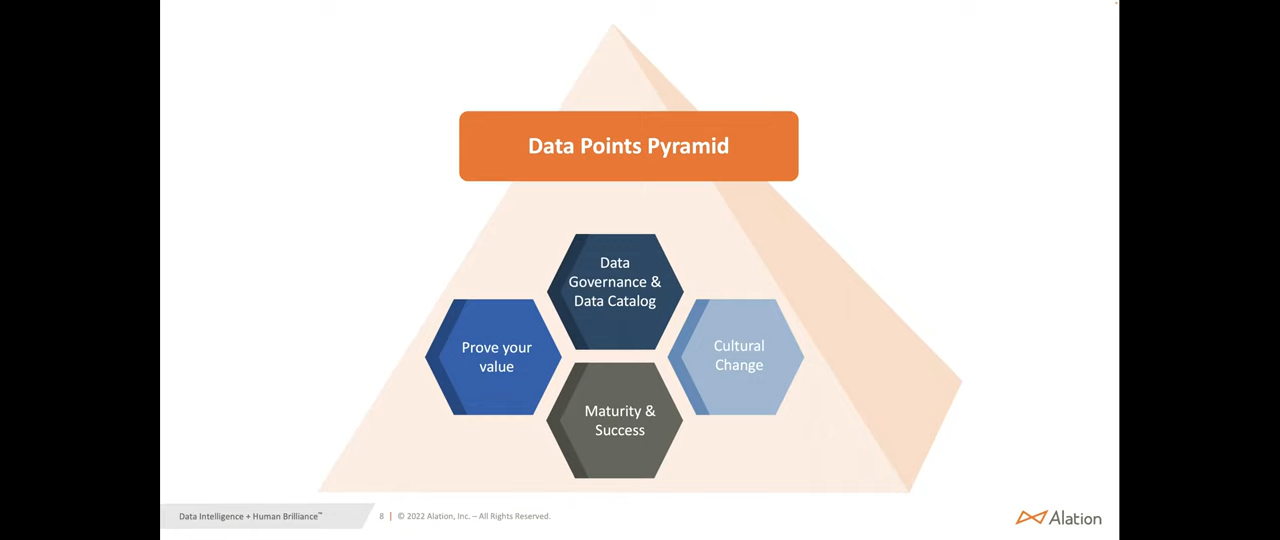 Data Points Pyramid
Data
Governance &
Data Catalog
Prove your
value
Cultural
Change
Maturity &
Success
Data Intelligence + Human Brilliance™
8 | © 2022 Alation, Inc. – All Rights Reserved.
Alation